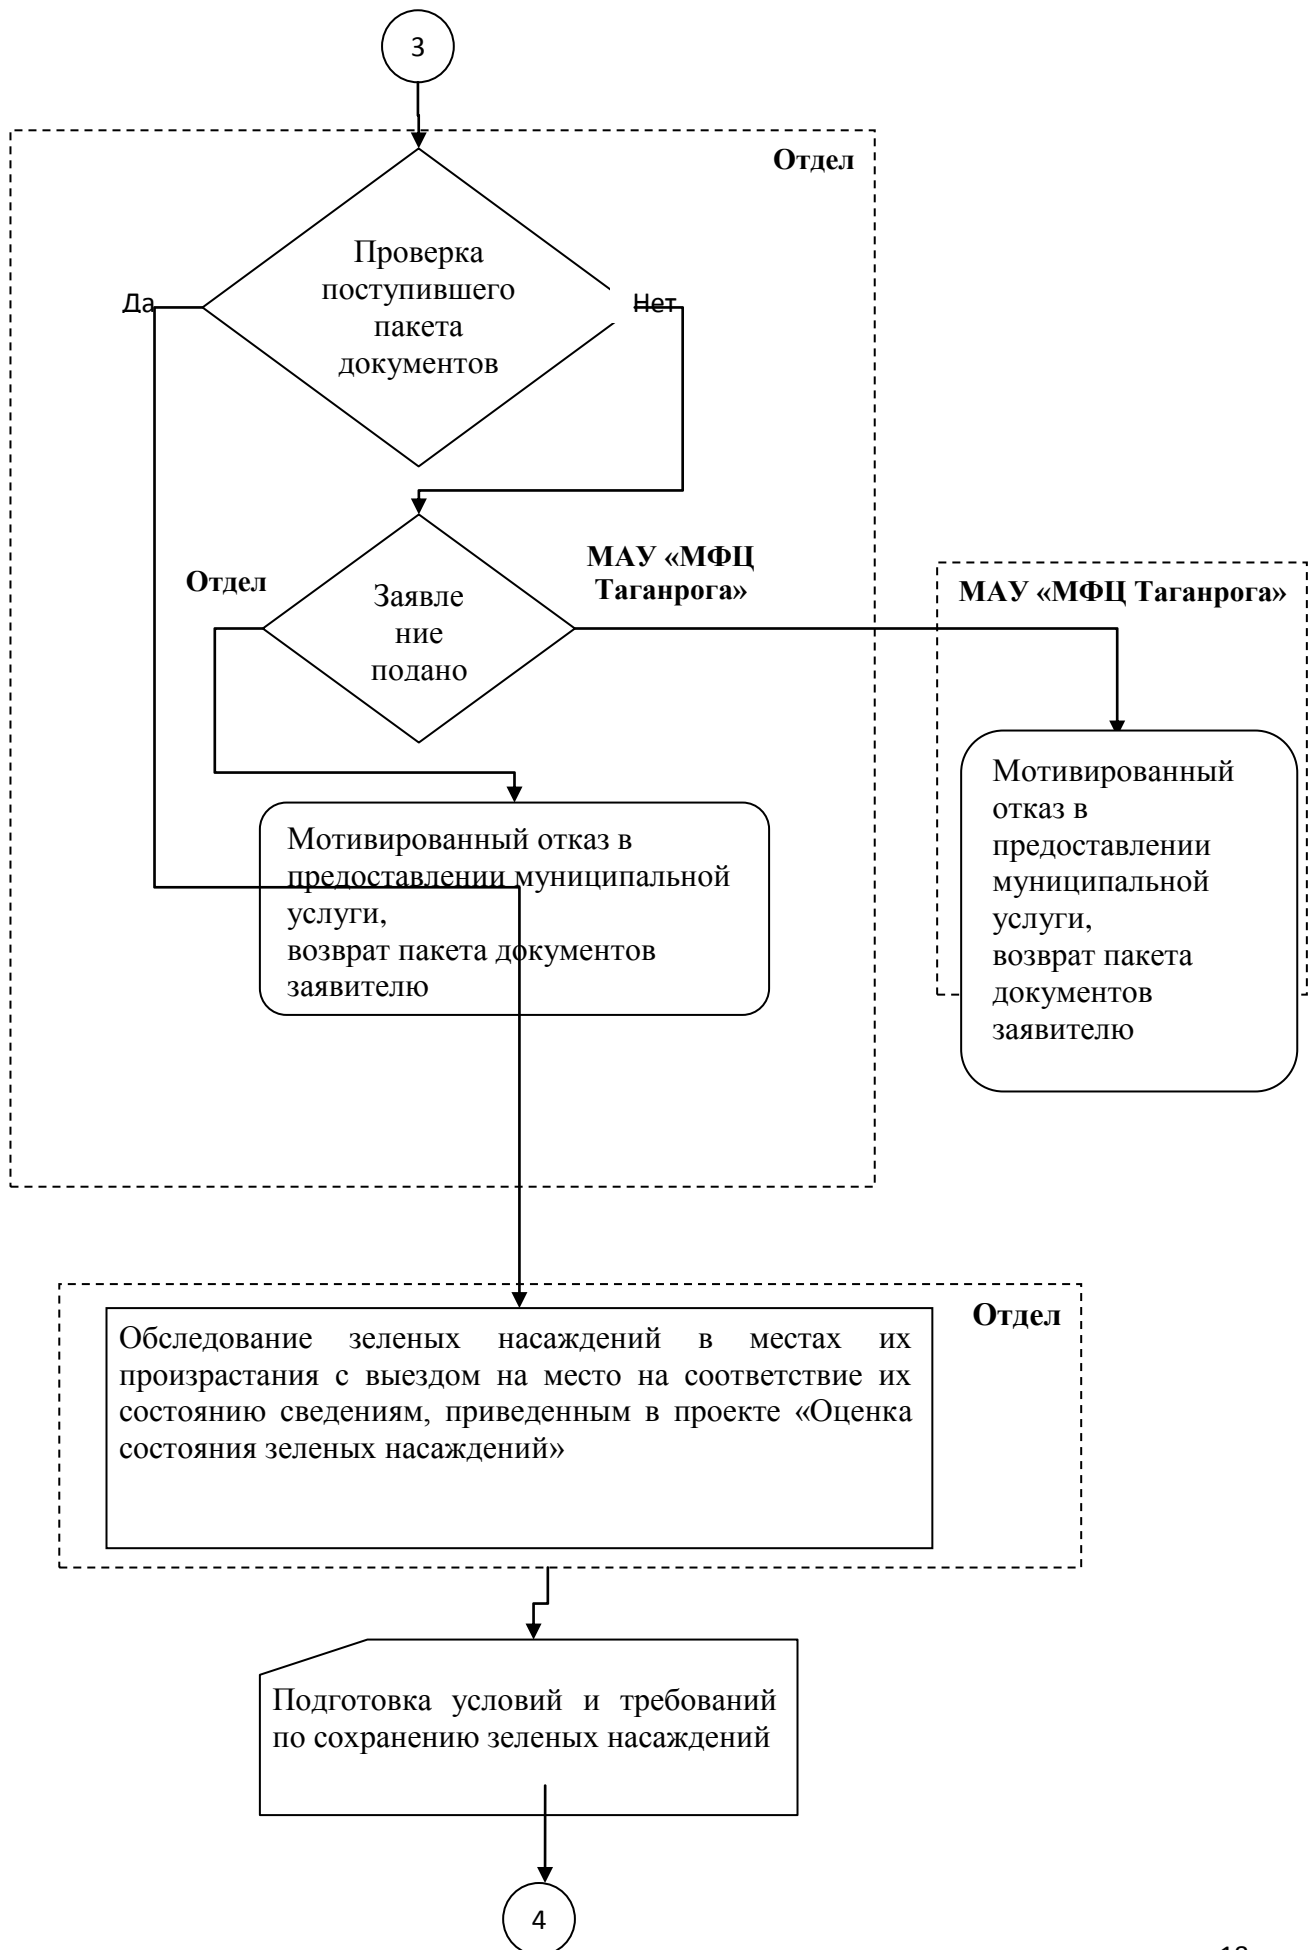 3
Отдел
Проверка
поступившего
пакета
документов
Да
Нет
Отдел
МАУ «МФЦ
Таганрога»
Заявле
ние
подано
МАУ «МФЦ Таганрога»
Мотивированный
отказ в
предоставлении
муниципальной
услуги,
возврат пакета
документов
заявителю
Мотивированный отказ в
предоставлении муниципальной
услуги,
возврат пакета документов
заявителю
Отдел
Обследование зеленых насаждений в местах их
произрастания с выездом на место на соответствие их
состоянию сведениям, приведенным в проекте «Оценка
состояния зеленых насаждений»
Подготовка условий и требований
по сохранению зеленых насаждений
4